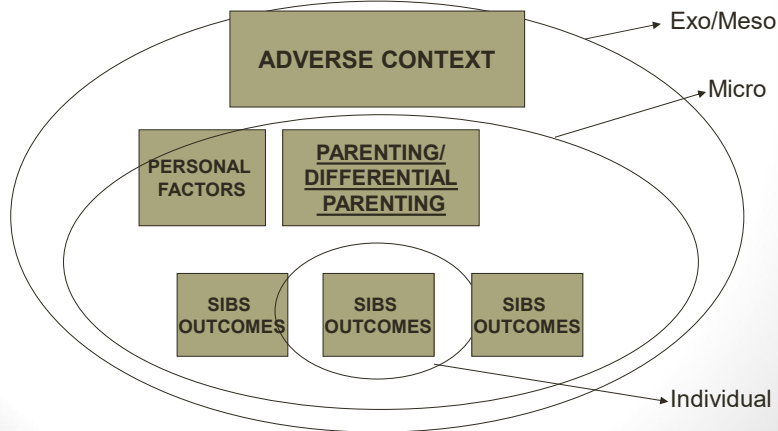 Exo/Meso
ADVERSE CONTEXT
Micro
PERSONAL
FACTORS
PARENTING/
DIFFERENTIAL
PARENTING
SIBS
OUTCOMES
SIBS
OUTCOMES
SIBS
OUTCOMES
Individual